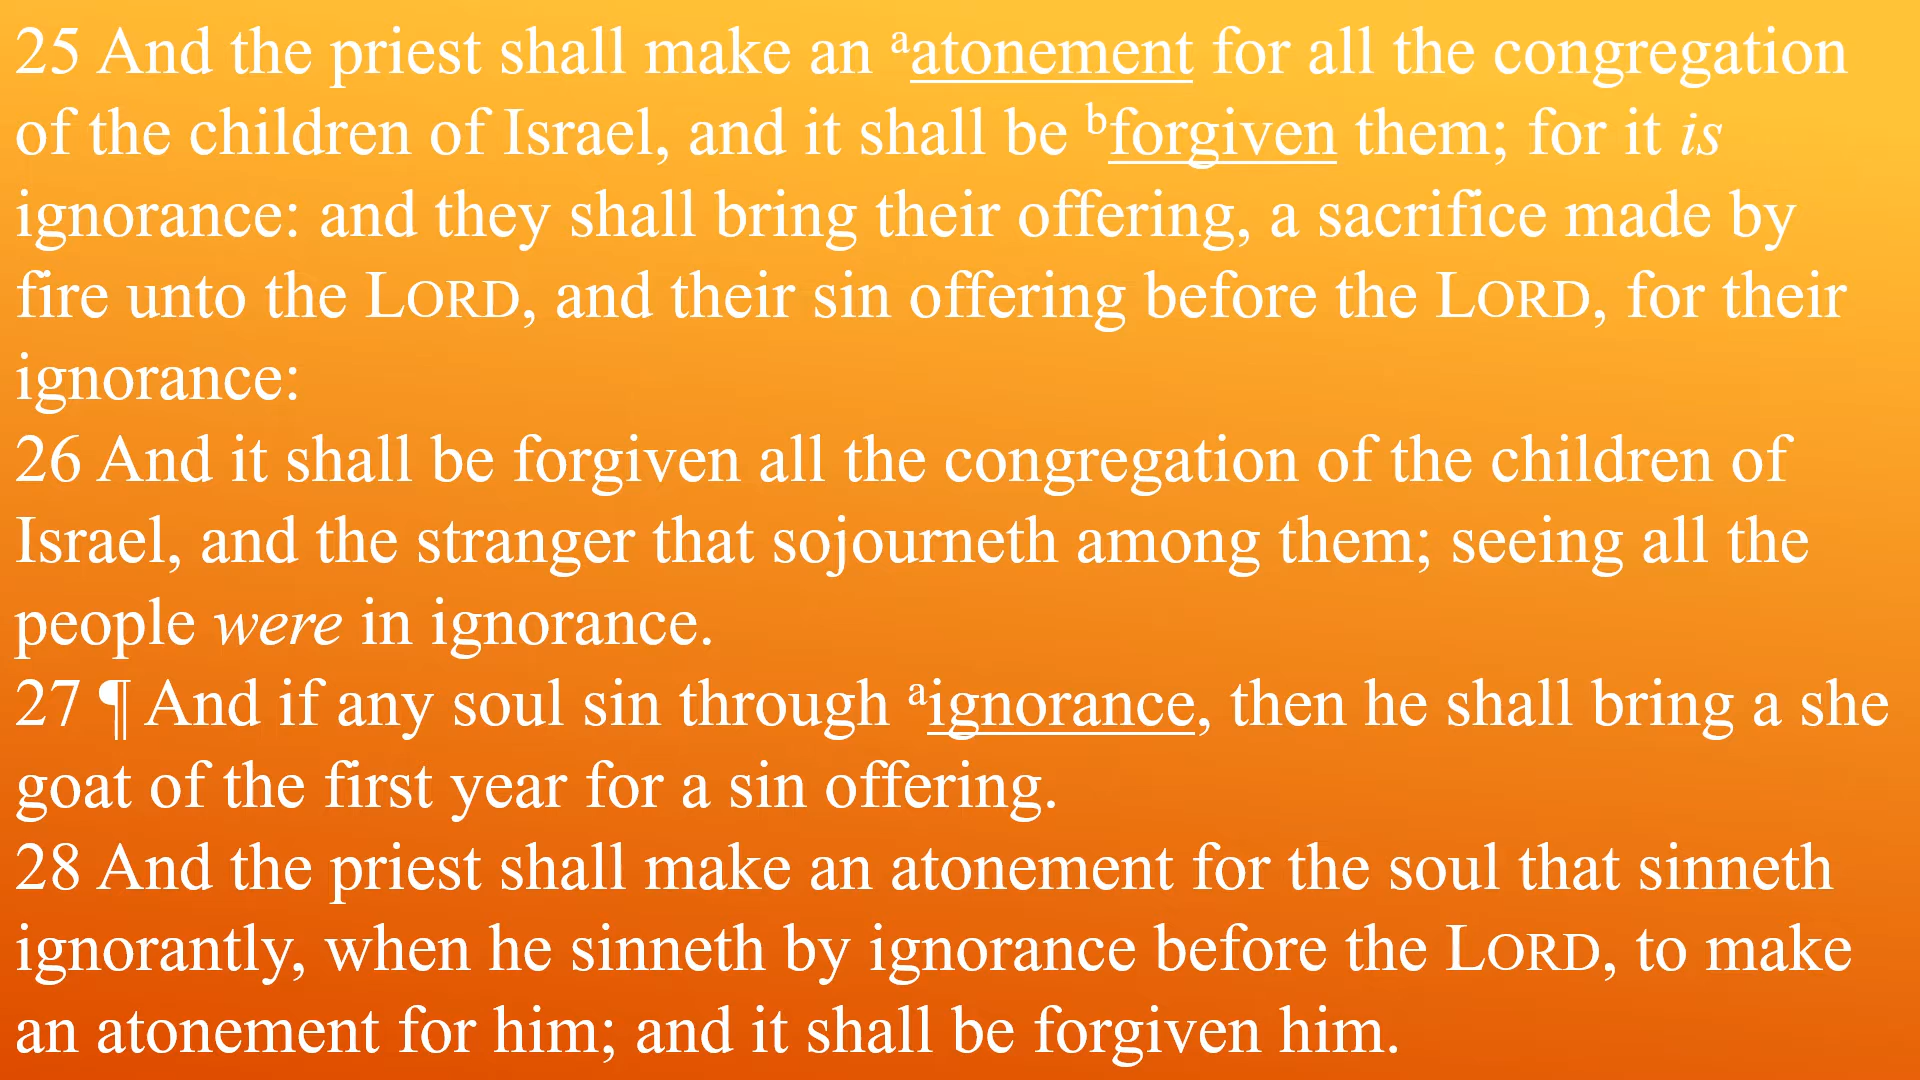 25 And the priest shall make an aatonement for all the congregation
of the children of Israel, and it shall be bforgiven them; for it is
ignorance: and they shall bring their offering, a sacrifice made by
fire unto the LORD, and their sin offering before the LORD, for their
ignorance:
26 And it shall be forgiven all the congregation of the children of
Israel, and the stranger that sojourneth among them; seeing all the
people were in ignorance.
27 ¶ And if any soul sin through aignorance, then he shall bring a she
goat of the first year for a sin offering.
28 And the priest shall make an atonement for the soul that sinneth
ignorantly, when he sinneth by ignorance before the LORD, to make
an atonement for him; and it shall be forgiven him.